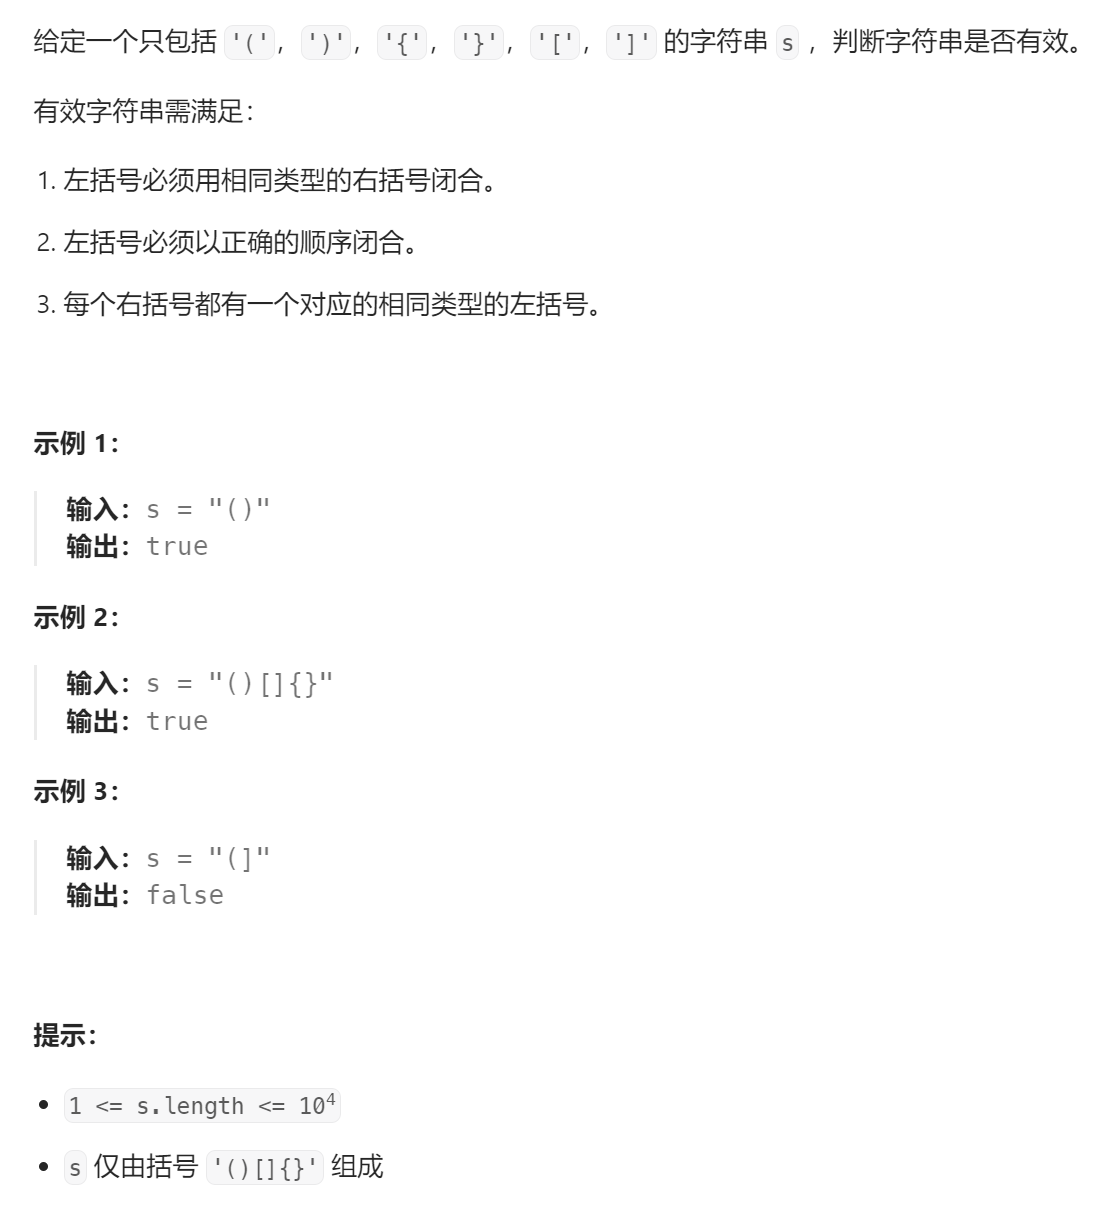 给定一个只包括 '(',')','{','}','[',']' 的字符串 s ,判断字符串是否有效。
有效字符串需满足:
1. 左括号必须用相同类型的右括号闭合。
2. 左括号必须以正确的顺序闭合。
3. 每个右括号都有一个对应的相同类型的左括号。
示例 1:
输入:s = "()"
输出:true
示例 2:
输入:s = "()[]{}"
输出:true
示例 3:
输入:s = "(]"
输出:false
提示:
• 1 <= s.length <= 10⁴
• s 仅由括号 '()[]{}' 组成